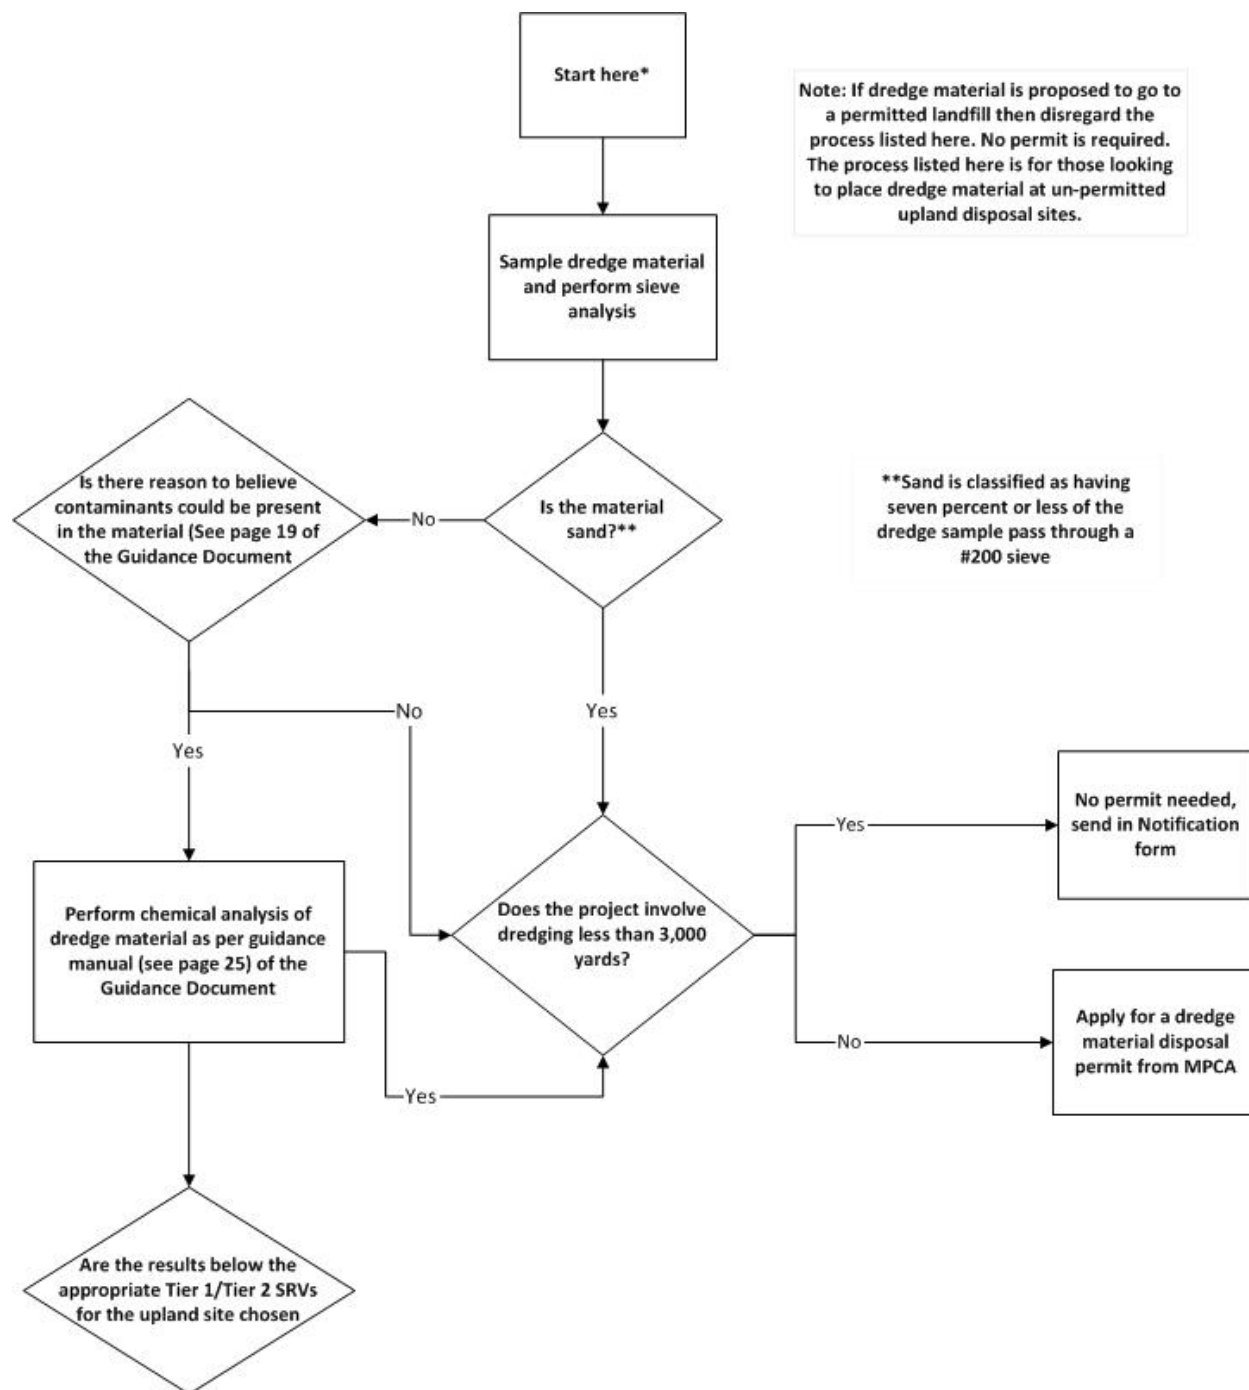 Start here*
Note: If dredge material is proposed to go to
a permitted landfill then disregard the
process listed here. No permit is required.
The process listed here is for those looking
to place dredge material at un-permitted
upland disposal sites.
Sample dredge material
and perform sieve
analysis
Is there reason to believe
contaminants could be present
in the material (See page 19 of
the Guidance Document
No
Is the material
sand?**
**Sand is classified as having
seven percent or less of the
dredge sample pass through a
#200 sieve
No
Yes
Yes
Perform chemical analysis of
dredge material as per guidance
manual (see page 25) of the
Guidance Document
Does the project involve
dredging less than 3,000
yards?
Yes
No permit needed,
send in Notification
form
No
Apply for a dredge
material disposal
permit from MPCA
Yes
Are the results below the
appropriate Tier 1/Tier 2 SRVs
for the upland site chosen